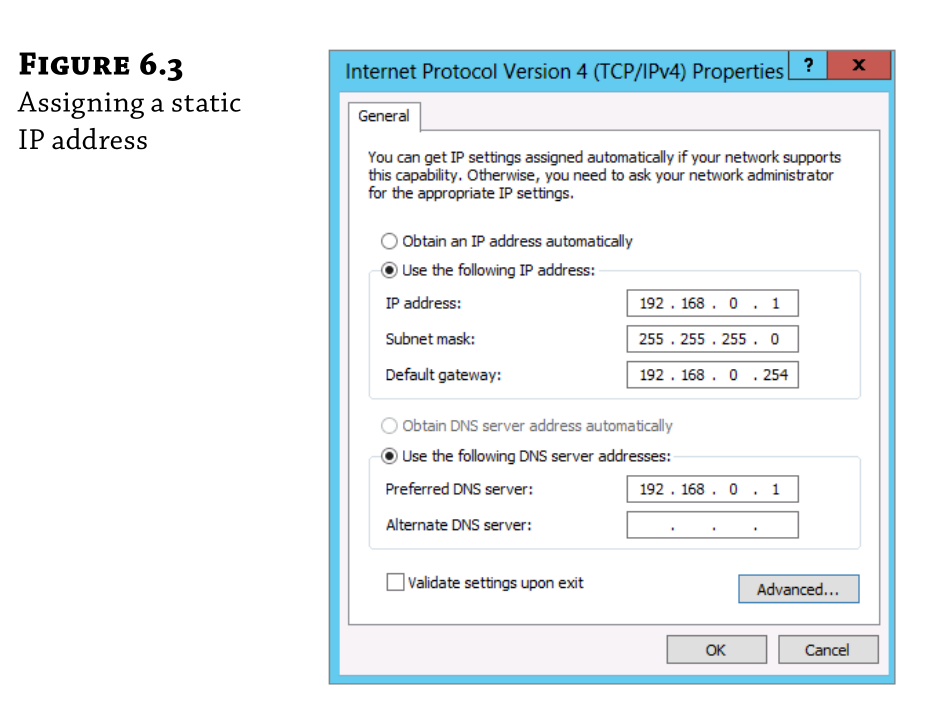 FIGURE 6.3
Assigning a static
IP address
Internet Protocol Version 4 (TCP/IPv4) Properties ? x
General
You can get IP settings assigned automatically if your network supports
this capability. Otherwise, you need to ask your network administrator
for the appropriate IP settings.
Obtain an IP address automatically
Use the following IP address:
IP address: 192 . 168 . 0 . 1
Subnet mask: 255 . 255 . 255 . 0
Default gateway: 192 . 168 . 0 . 254
Obtain DNS server address automatically
Use the following DNS server addresses:
Preferred DNS server: 192 . 168 . 0 . 1
Alternate DNS server: . . .
Validate settings upon exit
Advanced...
OK Cancel